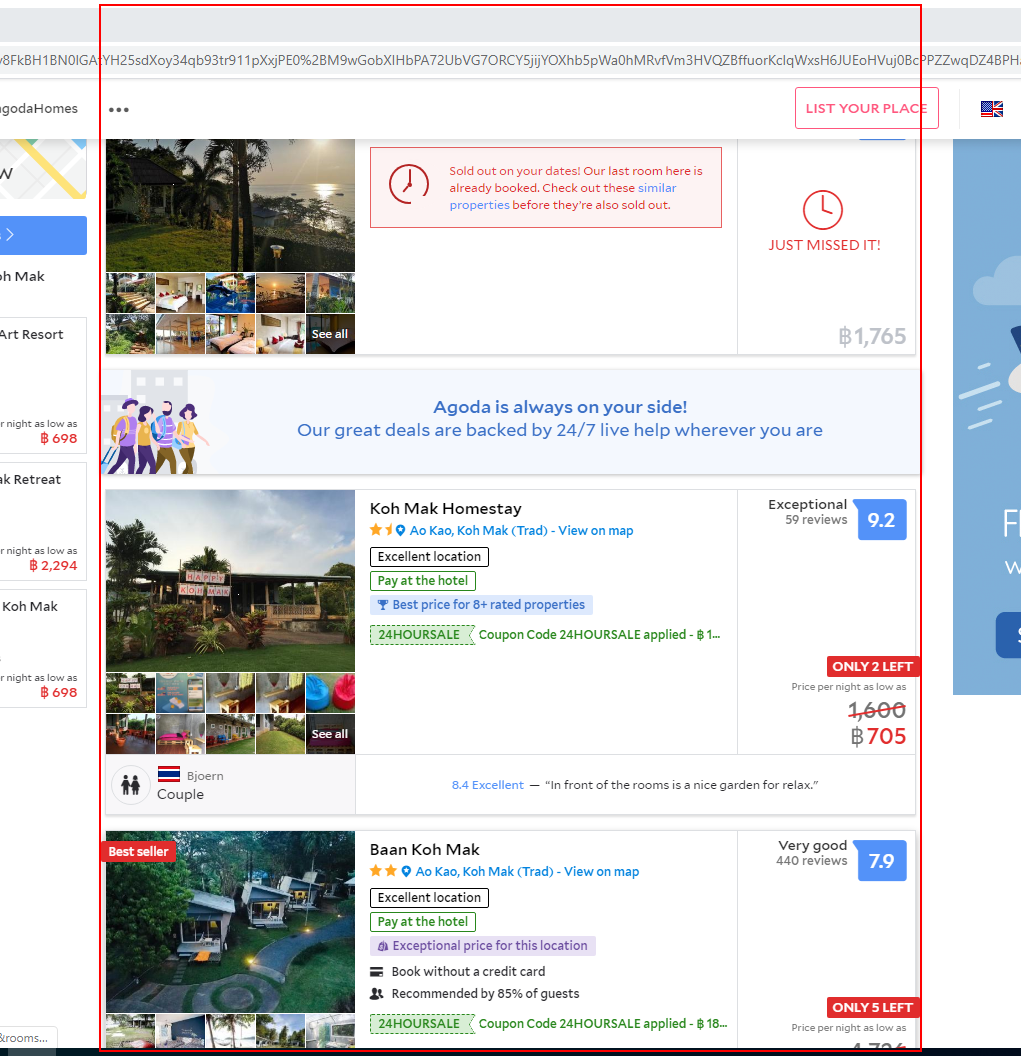 AgodaHomes
•••
LIST YOUR PLACE
Sold out on your dates! Our last room here is
already booked. Check out these similar
properties before they're also sold out.
JUST MISSED IT!
See all
฿1,765
oh Mak
Art Resort
r night as low as
฿ 698
ak Retreat
r night as low as
฿ 2,294
Koh Mak
r night as low as
฿ 698
Agoda is always on your side!
Our great deals are backed by 24/7 live help wherever you are
HAPPY
KOH MAK
See all
Koh Mak Homestay
Ao Kao, Koh Mak (Trad) - View on map
Excellent location
Pay at the hotel
Best price for 8+ rated properties
24HOURSALE Coupon Code 24HOURSALE applied - ฿ 1...
Exceptional
59 reviews
9.2
ONLY 2 LEFT
Price per night as low as
1,600
฿705
Bjoern
Couple
8.4 Excellent — “In front of the rooms is a nice garden for relax.”
Best seller
Baan Koh Mak
Ao Kao, Koh Mak (Trad) - View on map
Excellent location
Pay at the hotel
Exceptional price for this location
Book without a credit card
Recommended by 85% of guests
24HOURSALE Coupon Code 24HOURSALE applied - ฿ 18...
Very good
440 reviews
7.9
ONLY 5 LEFT
Price per night as low as
&rooms...